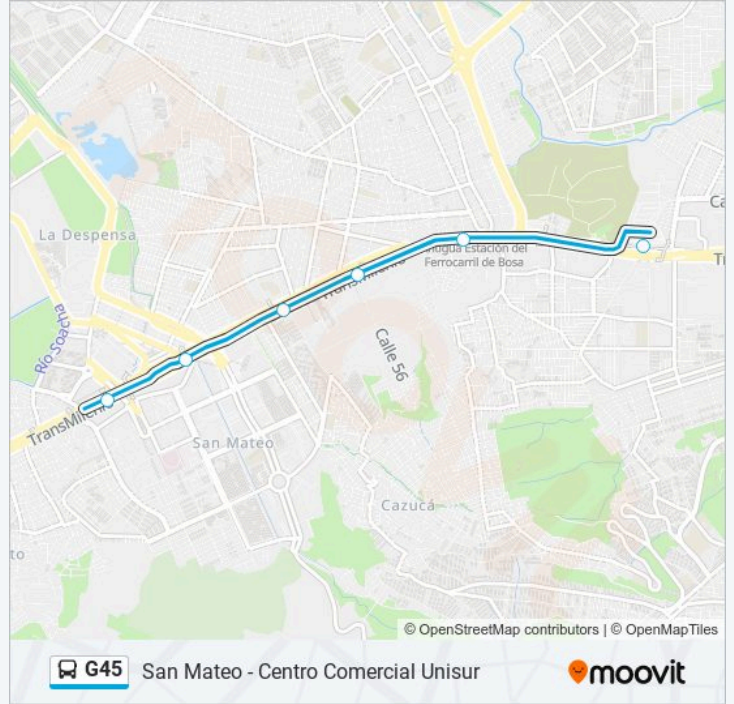 Ca
La Despensa
Antigua Estación del
Ferrocarril de Bosa
Ti
TransMilenio
Río Soacha
Calle 56
TransMilenio
San Mateo
Cazucá
to
© OpenStreetMap contributors | © OpenMapTiles
G45
San Mateo - Centro Comercial Unisur
moovit